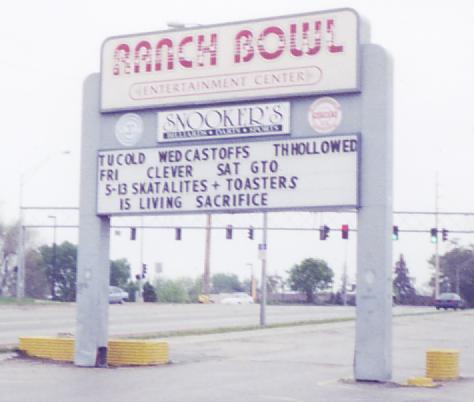 RANCH BOWL
ENTERTAINMENT CENTER
SNOOKER'S
BILLIARDS • DARTS • SPORTS
TU COLD WED CASTOFFS TH HOLLOWED
FRI CLEVER SAT GTO
5-13 SKATALITES + TOASTERS
15 LIVING SACRIFICE